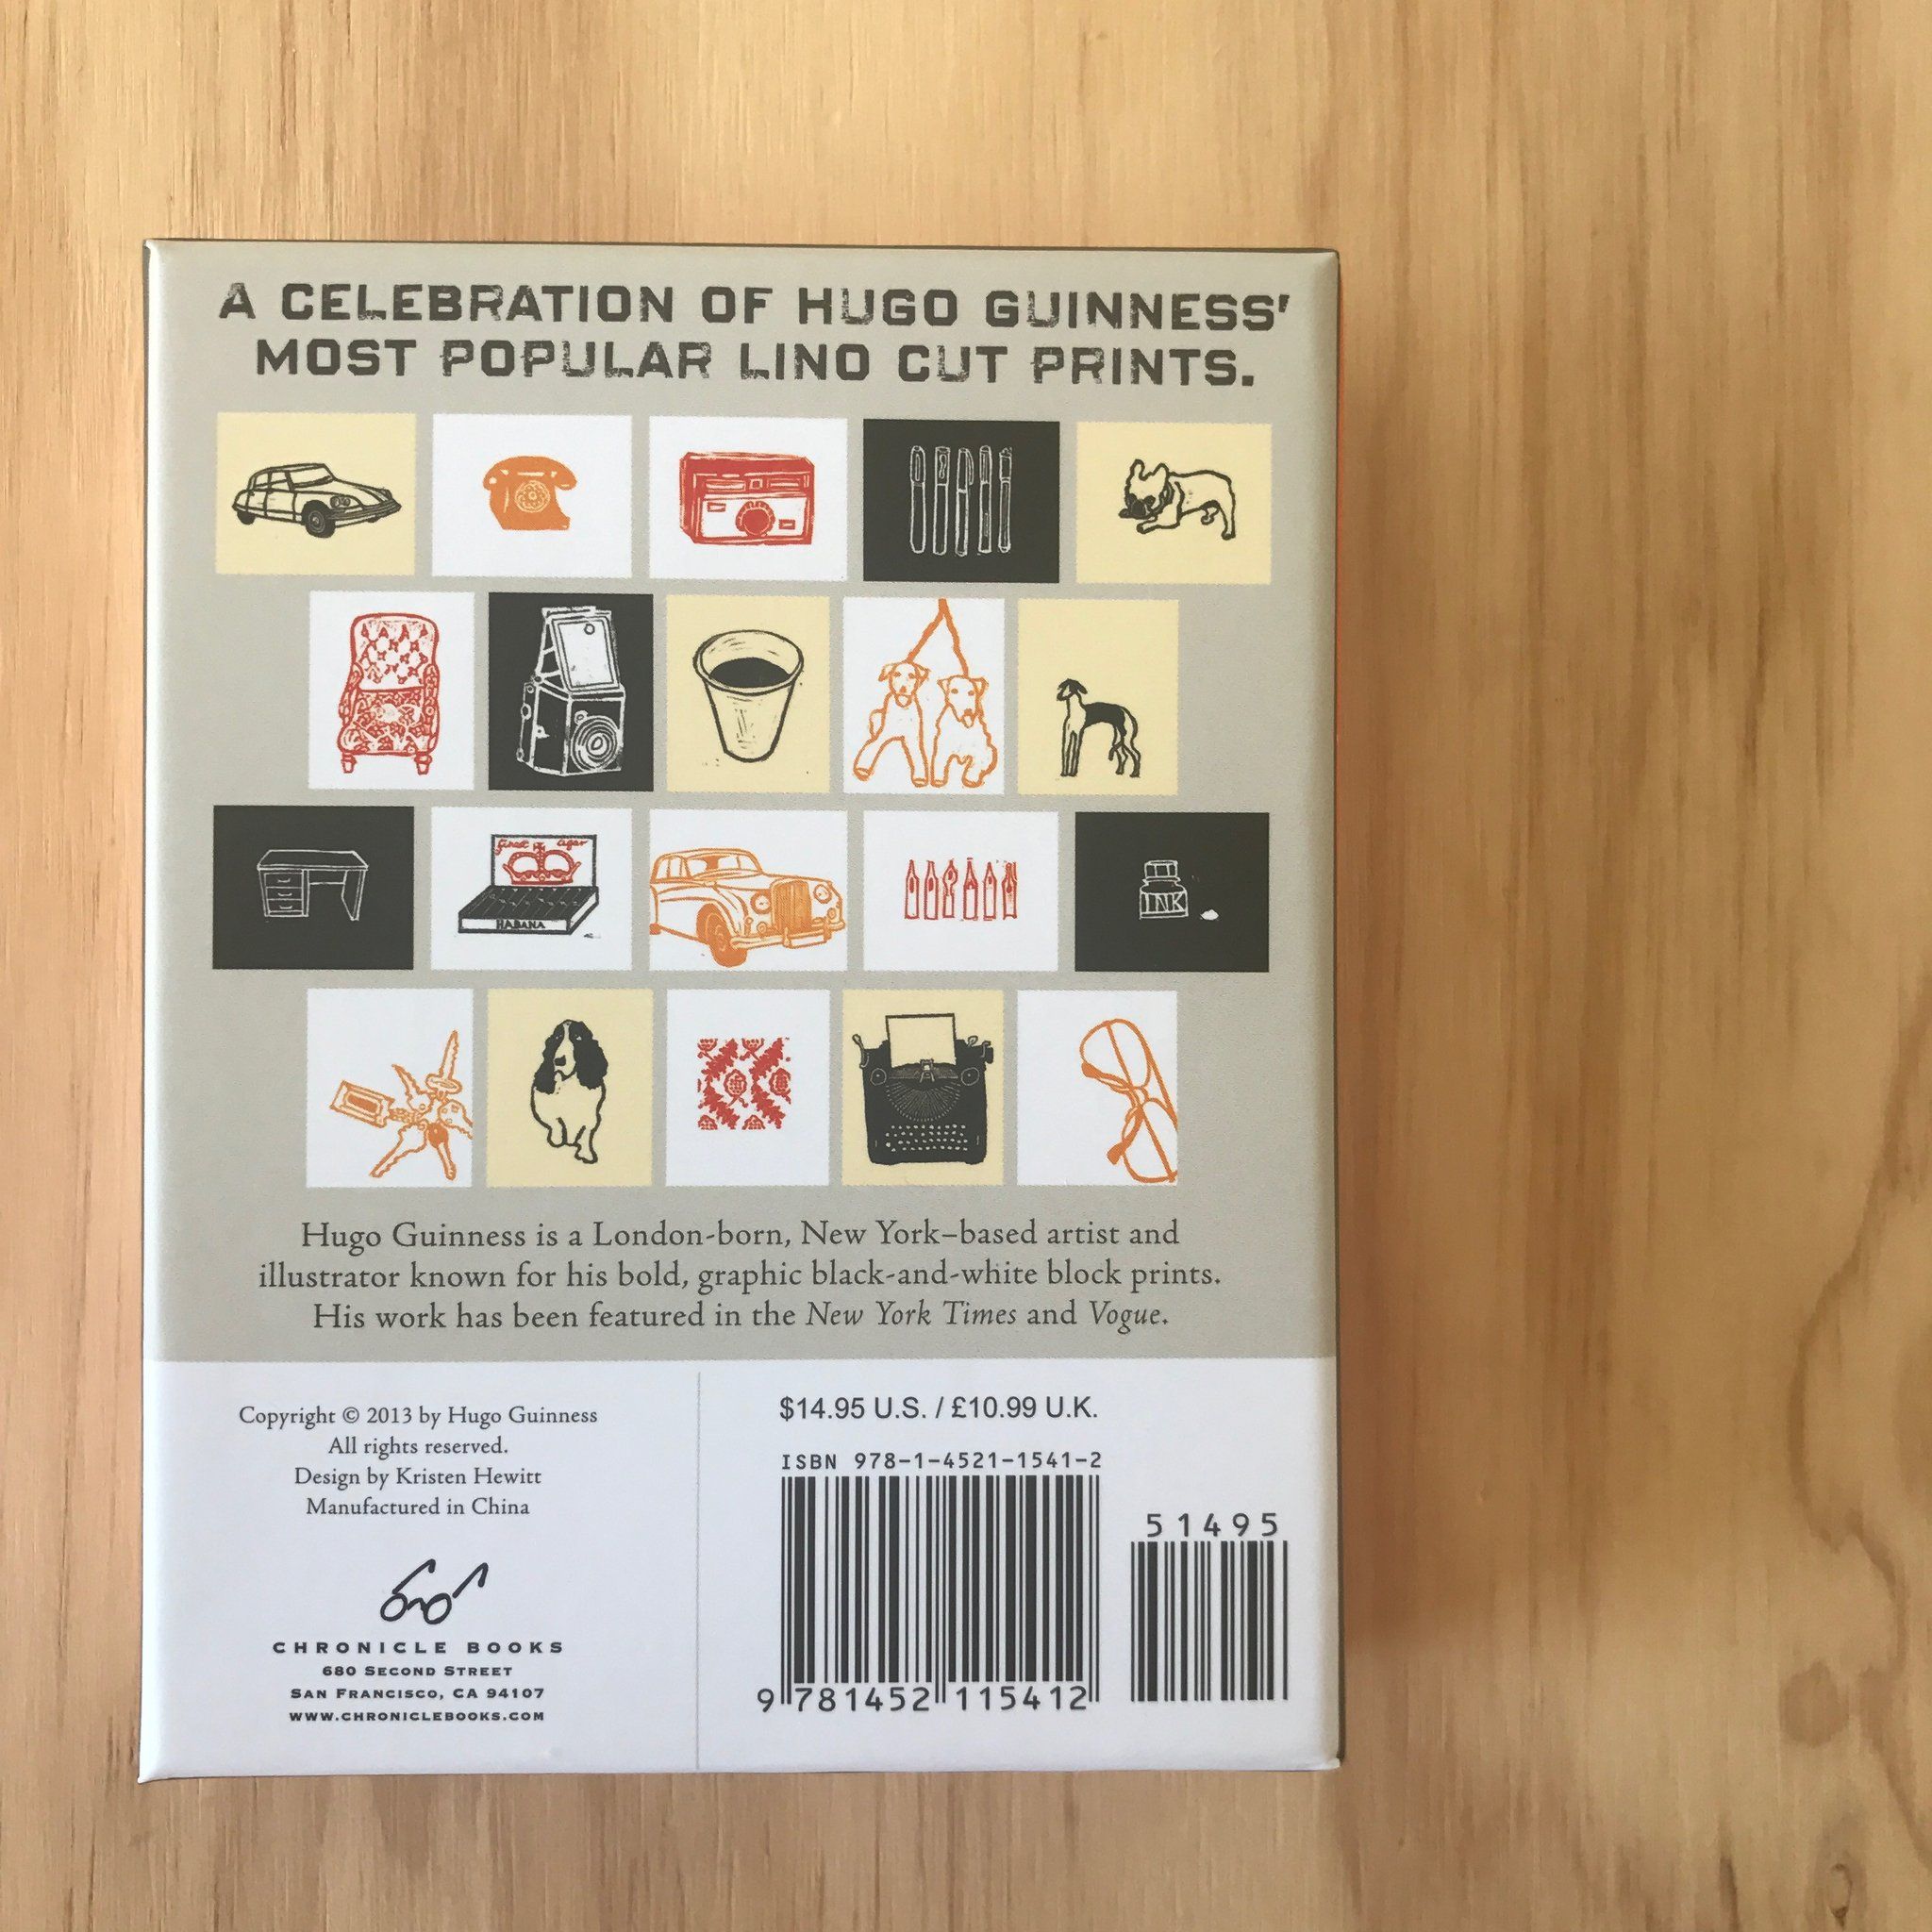 A CELEBRATION OF HUGO GUINNESS'
MOST POPULAR LINO CUT PRINTS.
finest cigar
HABANA
INK
Hugo Guinness is a London-born, New York–based artist and
illustrator known for his bold, graphic black-and-white block prints.
His work has been featured in the New York Times and Vogue.
Copyright © 2013 by Hugo Guinness
All rights reserved.
Design by Kristen Hewitt
Manufactured in China
CHRONICLE BOOKS
680 SECOND STREET
SAN FRANCISCO, CA 94107
WWW.CHRONICLEBOOKS.COM
$14.95 U.S. / £10.99 U.K.
ISBN 978-1-4521-1541-2
51495
9 781452 115412